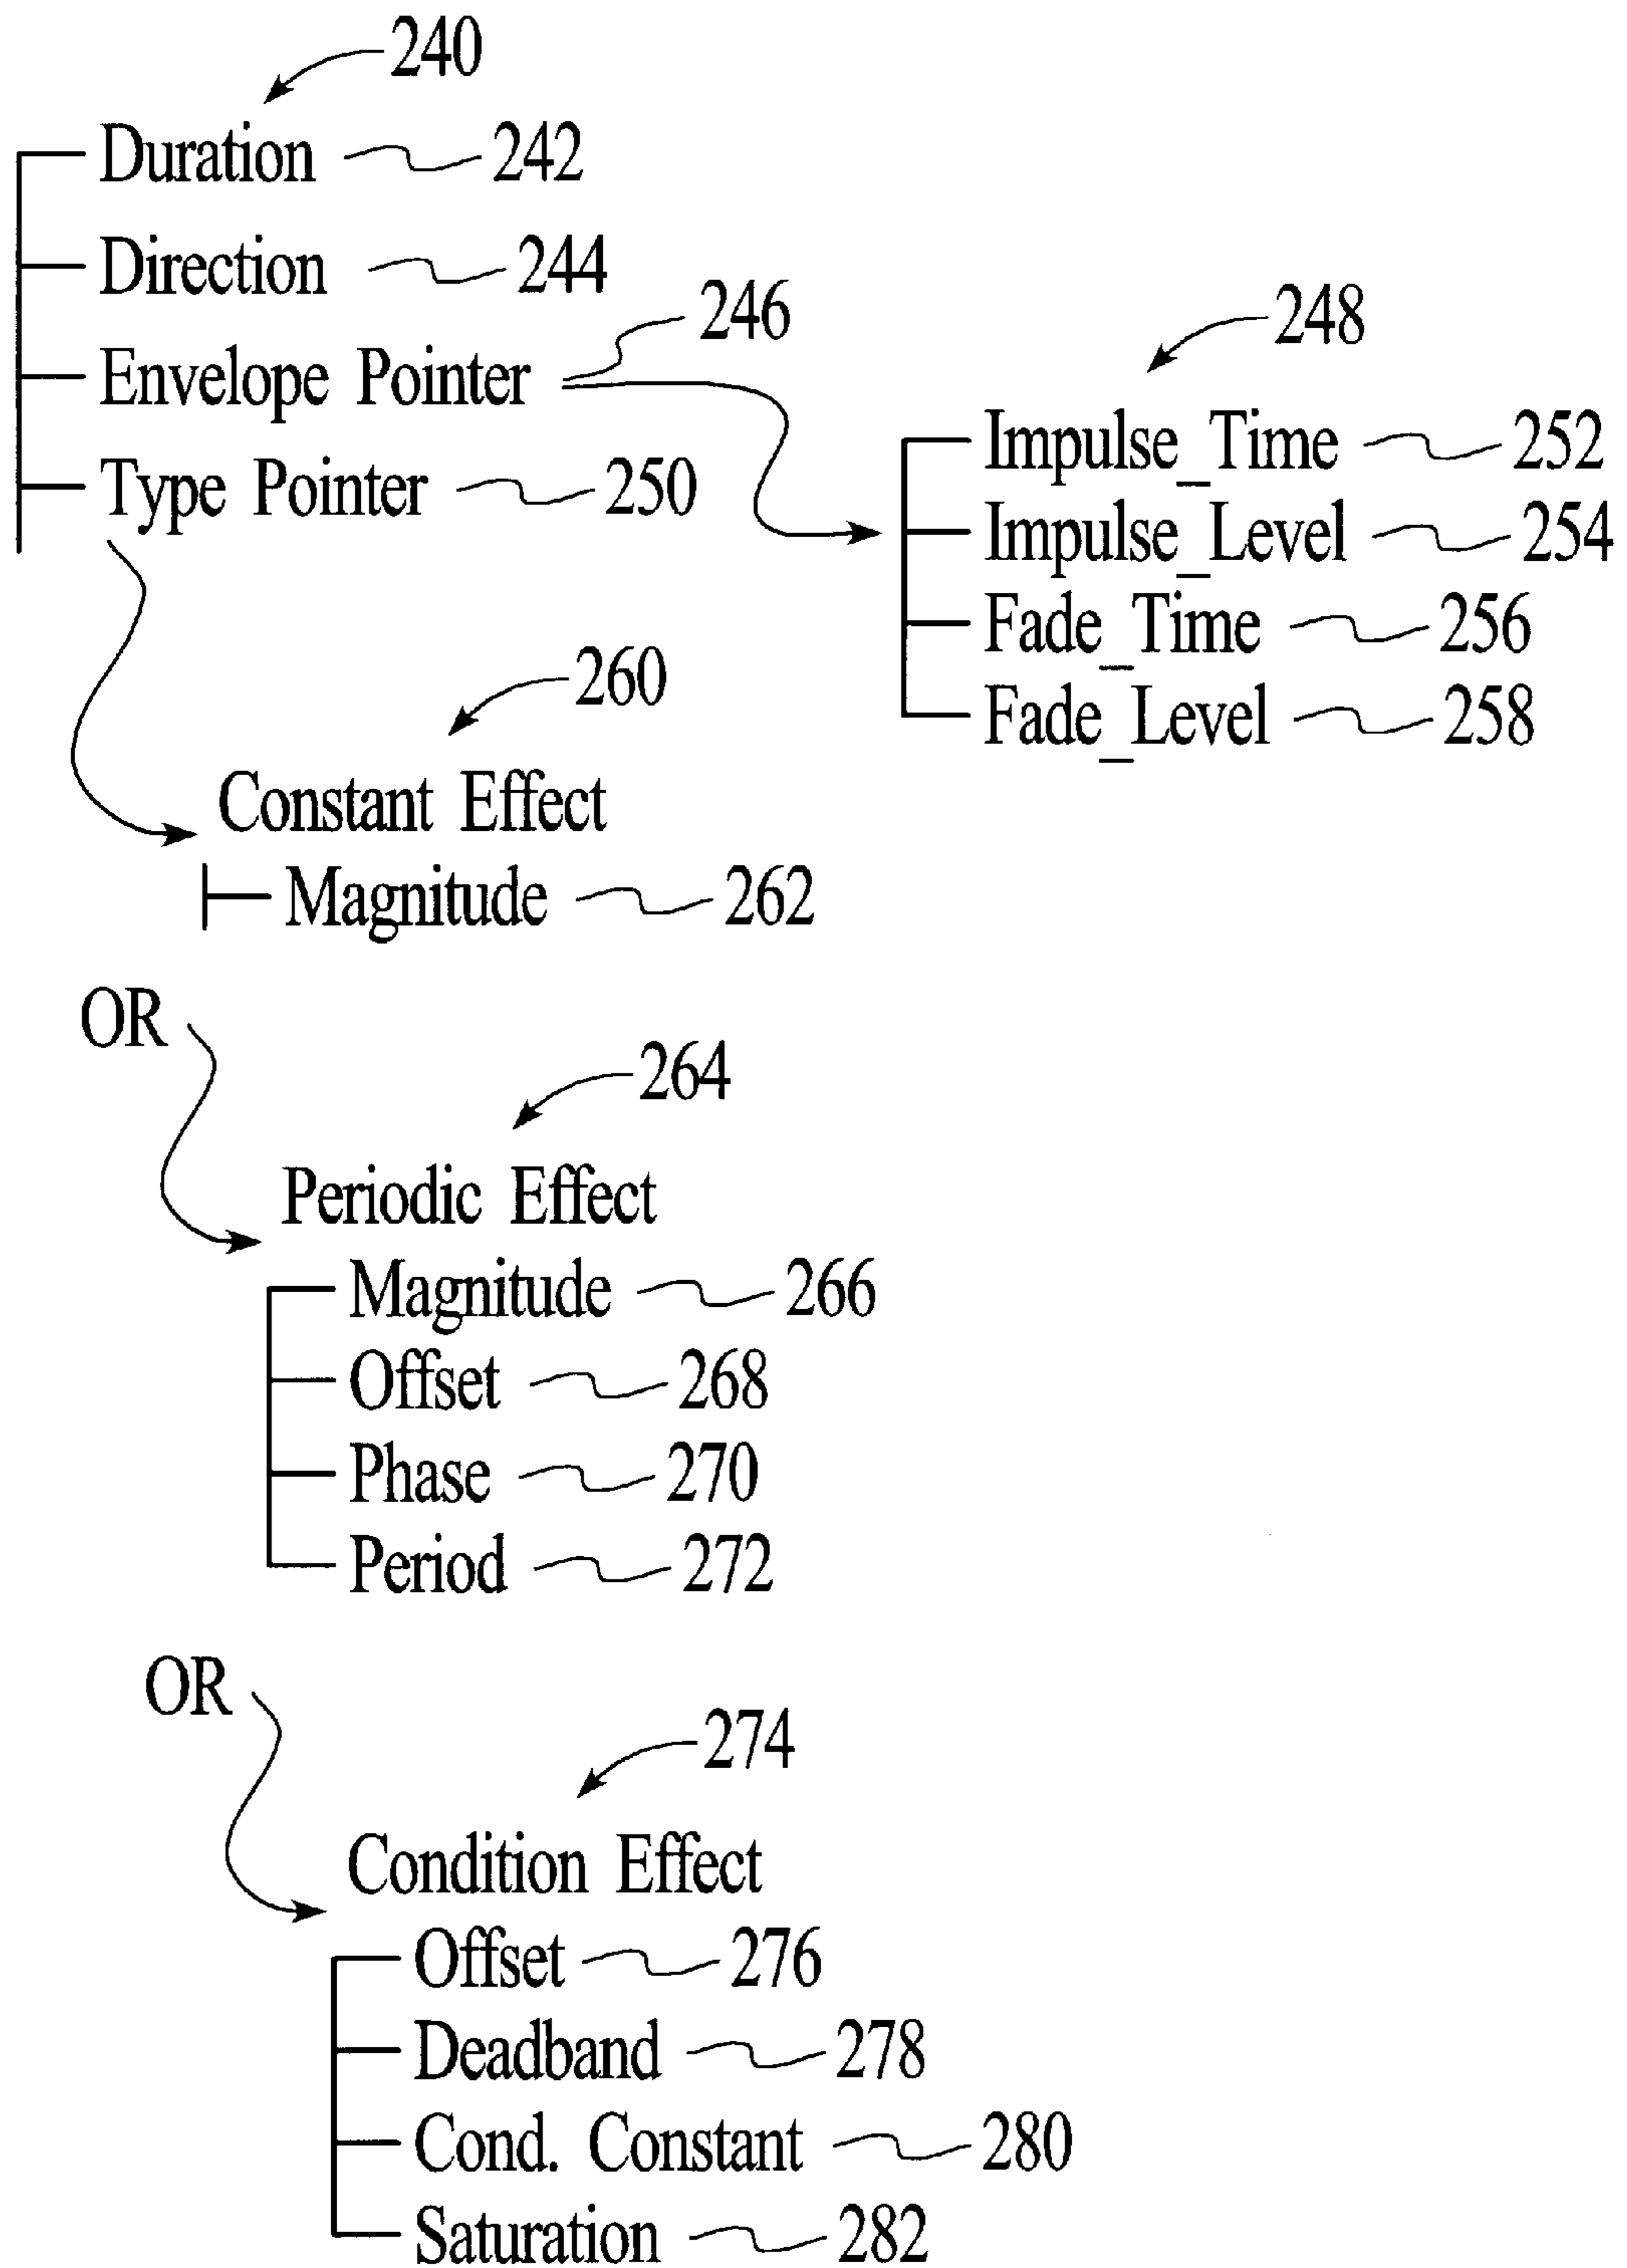 240
Duration 242
Direction 244
246
Envelope Pointer
Type Pointer 250
248
Impulse_Time 252
Impulse_Level 254
Fade_Time 256
Fade_Level 258
260
Constant Effect
Magnitude 262
OR
264
Periodic Effect
Magnitude 266
Offset 268
Phase 270
Period 272
OR
274
Condition Effect
Offset 276
Deadband 278
Cond. Constant 280
Saturation 282